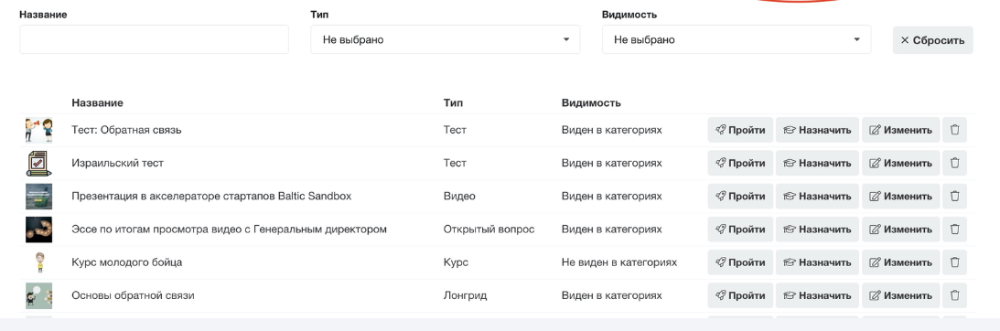 Название Тип Видимость
Не выбрано Не выбрано × Сбросить
Название Тип Видимость
Тест: Обратная связь Тест Виден в категориях Пройти Назначить Изменить
Израильский тест Тест Виден в категориях Пройти Назначить Изменить
Презентация в акселераторе стартапов Baltic Sandbox Видео Виден в категориях Пройти Назначить Изменить
Эссе по итогам просмотра видео с Генеральным директором Открытый вопрос Виден в категориях Пройти Назначить Изменить
Курс молодого бойца Курс Не виден в категориях Пройти Назначить Изменить
Основы обратной связи Лонгрид Виден в категориях Пройти Назначить Изменить